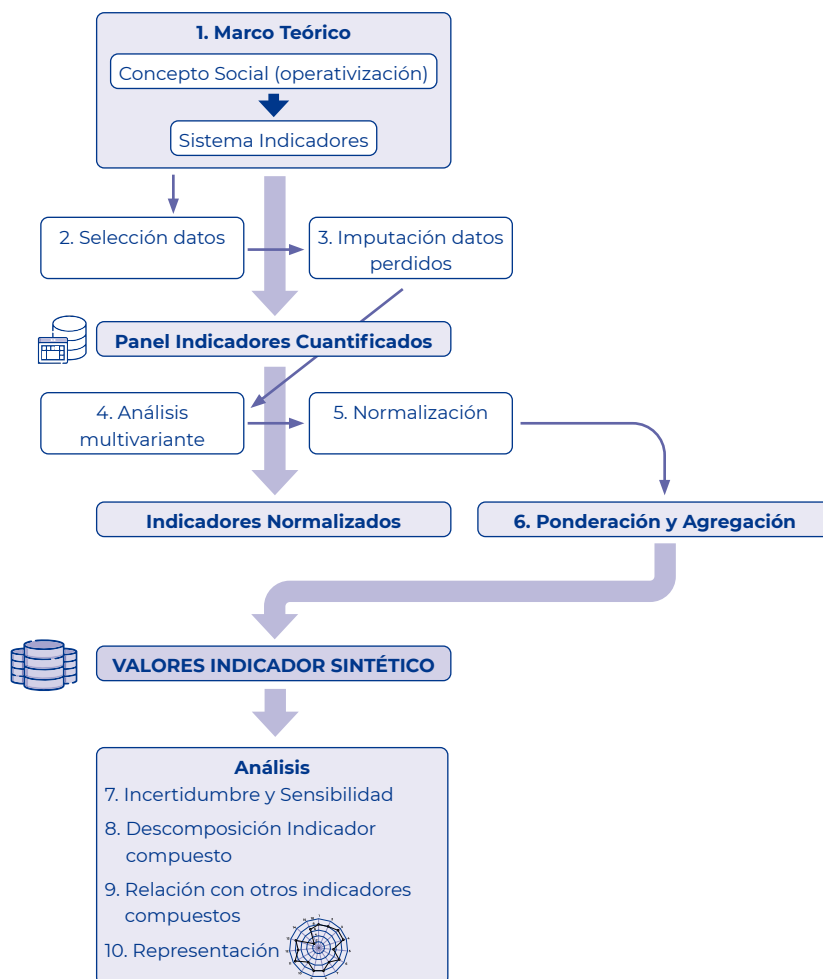 1. Marco Teórico
Concepto Social (operativización)
Sistema Indicadores
2. Selección datos
3. Imputación datos
perdidos
Panel Indicadores Cuantificados
4. Análisis
multivariante
5. Normalización
Indicadores Normalizados
6. Ponderación y Agregación
VALORES INDICADOR SINTÉTICO
Análisis
7. Incertidumbre y Sensibilidad
8. Descomposición Indicador
compuesto
9. Relación con otros indicadores
compuestos
10. Representación